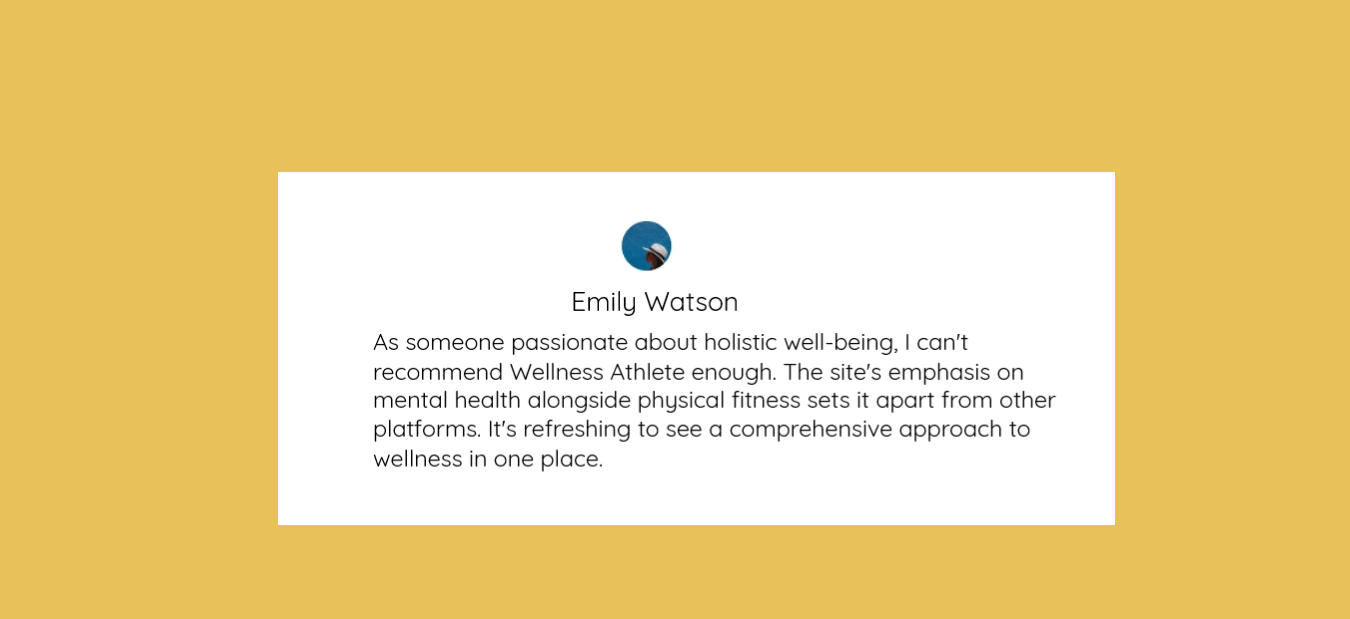 Emily Watson
As someone passionate about holistic well-being, I can't
recommend Wellness Athlete enough. The site's emphasis on
mental health alongside physical fitness sets it apart from other
platforms. It's refreshing to see a comprehensive approach to
wellness in one place.